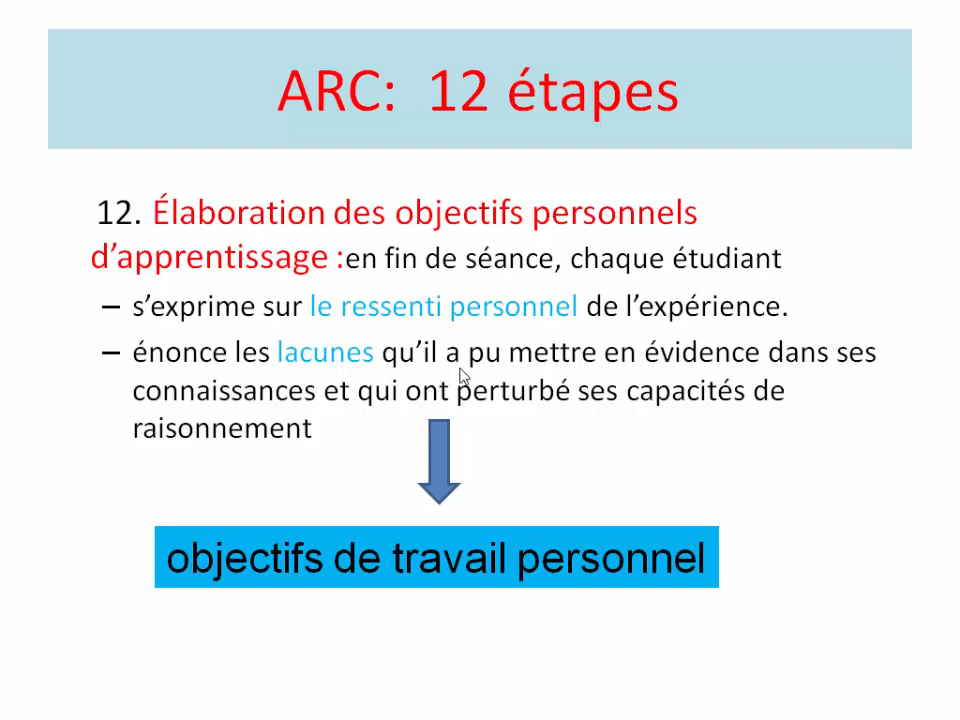 ARC: 12 étapes
12. Élaboration des objectifs personnels
d’apprentissage :en fin de séance, chaque étudiant
– s’exprime sur le ressenti personnel de l’expérience.
– énonce les lacunes qu’il a pu mettre en évidence dans ses
connaissances et qui ont perturbé ses capacités de
raisonnement
objectifs de travail personnel